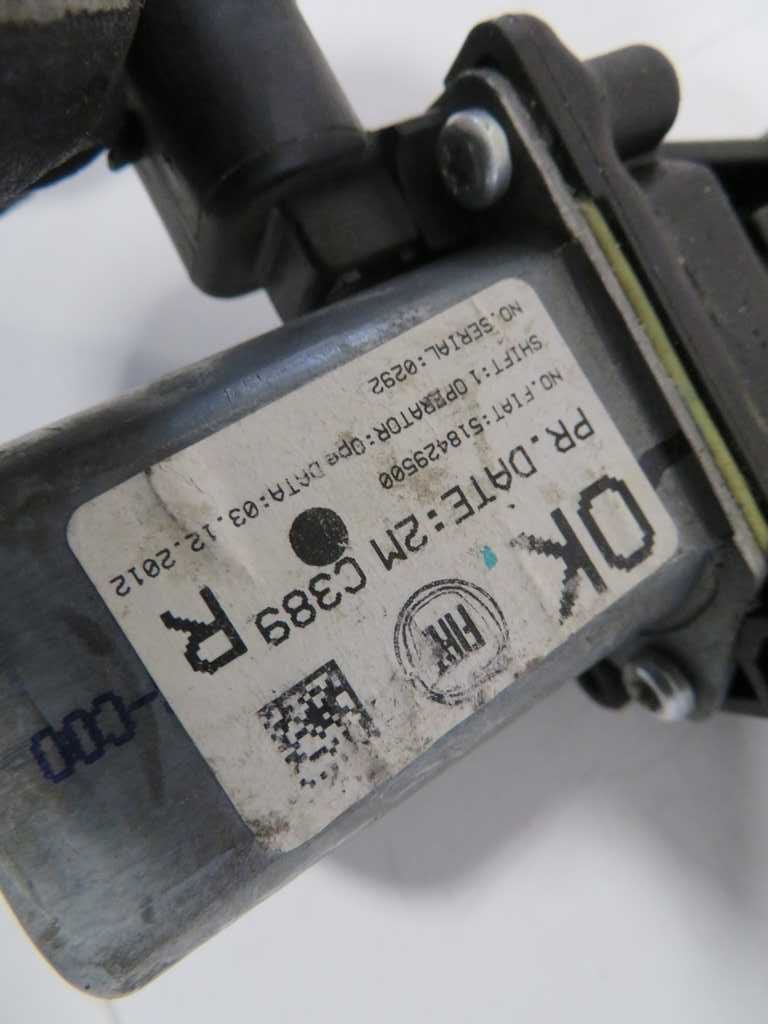 OK
FIAT
PR.DATE:2M C389 R
NO.FIAT:518429500
SHIFT:1 OPERATOR:Ope DATA:03.12.2012
NO.SERIAL:0292